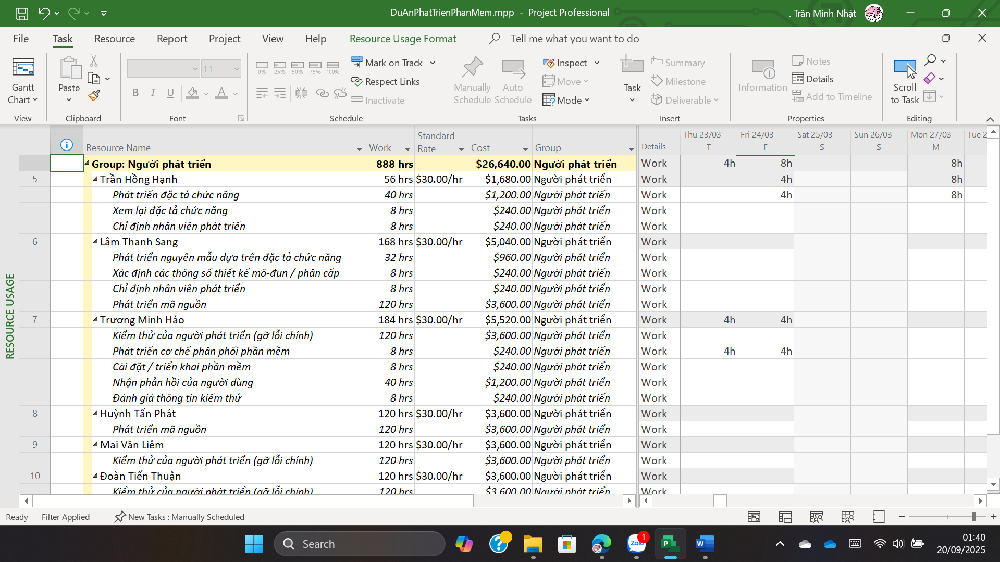 DuAnPhatTrienPhanMem.mpp - Project Professional
. Trần Minh Nhật
File Task Resource Report Project View Help Resource Usage Format Tell me what you want to do
Gantt Chart
View
Paste
Clipboard
11
B I U A
Font
0% 25% 50% 75% 100%
Mark on Track
Respect Links
Inactivate
Schedule
Manually Schedule
Auto Schedule
Inspect
Move
Mode
Tasks
Task
Summary
Milestone
Deliverable
Insert
Information
Notes
Details
Add to Timeline
Properties
Scroll to Task
Editing
Resource Name Work Standard Rate Cost Group Details Thu 23/03 T Fri 24/03 F Sat 25/03 S Sun 26/03 S Mon 27/03 M Tue 2
Group: Người phát triển 888 hrs $26,640.00 Người phát triển Work 4h 8h 8h
5 Trần Hồng Hạnh 56 hrs $30.00/hr $1,680.00 Người phát triển Work 4h 8h
Phát triển đặc tả chức năng 40 hrs $1,200.00 Người phát triển Work 4h 8h
Xem lại đặc tả chức năng 8 hrs $240.00 Người phát triển Work
Chỉ định nhân viên phát triển 8 hrs $240.00 Người phát triển Work
6 Lâm Thanh Sang 168 hrs $30.00/hr $5,040.00 Người phát triển Work
Phát triển nguyên mẫu dựa trên đặc tả chức năng 32 hrs $960.00 Người phát triển Work
Xác định các thông số thiết kế mô-đun / phân cấp 8 hrs $240.00 Người phát triển Work
Chỉ định nhân viên phát triển 8 hrs $240.00 Người phát triển Work
Phát triển mã nguồn 120 hrs $3,600.00 Người phát triển Work
7 Trương Minh Hảo 184 hrs $30.00/hr $5,520.00 Người phát triển Work 4h 4h
Kiểm thử của người phát triển (gỡ lỗi chính) 120 hrs $3,600.00 Người phát triển Work
Phát triển cơ chế phân phối phần mềm 8 hrs $240.00 Người phát triển Work 4h 4h
Cài đặt / triển khai phần mềm 8 hrs $240.00 Người phát triển Work
Nhận phản hồi của người dùng 40 hrs $1,200.00 Người phát triển Work
Đánh giá thông tin kiểm thử 8 hrs $240.00 Người phát triển Work
8 Huỳnh Tấn Phát 120 hrs $30.00/hr $3,600.00 Người phát triển Work
Phát triển mã nguồn 120 hrs $3,600.00 Người phát triển Work
9 Mai Văn Liêm 120 hrs $30.00/hr $3,600.00 Người phát triển Work
Kiểm thử của người phát triển (gỡ lỗi chính) 120 hrs $3,600.00 Người phát triển Work
10 Đoàn Tiến Thuận 120 hrs $30.00/hr $3,600.00 Người phát triển Work
Kiểm thử của người phát triển (gỡ lỗi chính) 120 hrs $3,600.00 Người phát triển Work
RESOURCE USAGE
Ready Filter Applied New Tasks : Manually Scheduled
Search
Zalo 1
01:40
20/09/2025